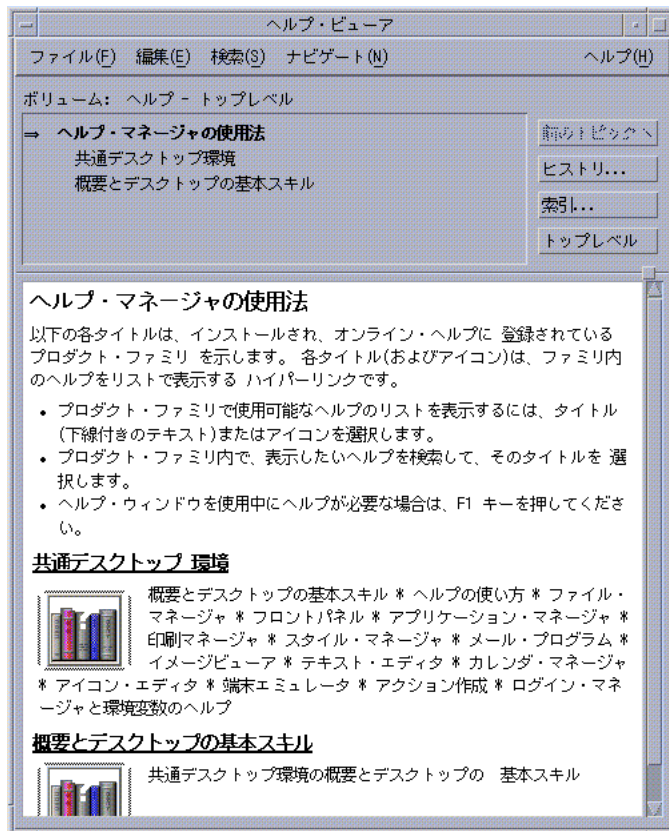 ヘルプ・ビューア
ファイル(F) 編集(E) 検索(S) ナビゲート(N) ヘルプ(H)
ボリューム: ヘルプ - トップレベル
⇒ ヘルプ・マネージャの使用法
共通デスクトップ環境
概要とデスクトップの基本スキル
前のトピックへ
ヒストリ...
索引...
トップレベル
ヘルプ・マネージャの使用法
以下の各タイトルは、インストールされ、オンライン・ヘルプに 登録されている
プロダクト・ファミリ を示します。 各タイトル(およびアイコン)は、ファミリ内
のヘルプをリストで表示する ハイパーリンクです。
• プロダクト・ファミリで使用可能なヘルプのリストを表示するには、タイトル
(下線付きのテキスト)またはアイコンを選択します。
• プロダクト・ファミリ内で、表示したいヘルプを検索して、そのタイトルを 選
択します。
• ヘルプ・ウィンドウを使用中にヘルプが必要な場合は、F1 キーを押してくださ
い。
共通デスクトップ 環境
概要とデスクトップの基本スキル * ヘルプの使い方 * ファイル・
マネージャ * フロントパネル * アプリケーション・マネージャ *
印刷マネージャ * スタイル・マネージャ * メール・プログラム *
イメージビューア * テキスト・エディタ * カレンダ・マネージャ
* アイコン・エディタ * 端末エミュレータ * アクション作成 * ログイン・マネ
ージャと環境変数のヘルプ
概要とデスクトップの基本スキル
共通デスクトップ環境の概要とデスクトップの 基本スキル